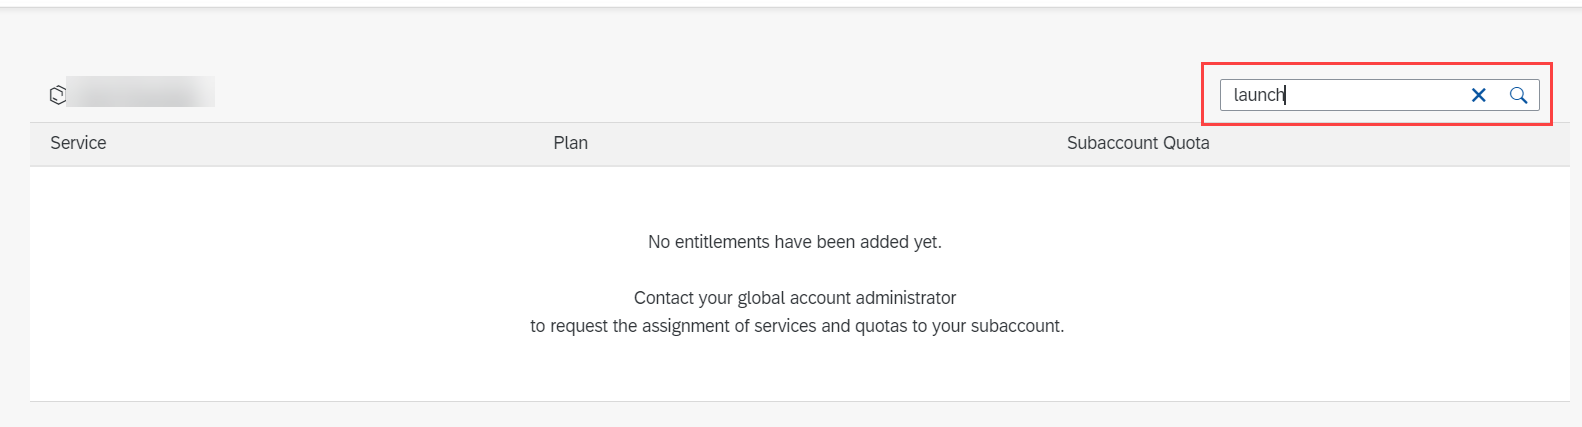 launch
Service Plan Subaccount Quota
No entitlements have been added yet.
Contact your global account administrator
to request the assignment of services and quotas to your subaccount.